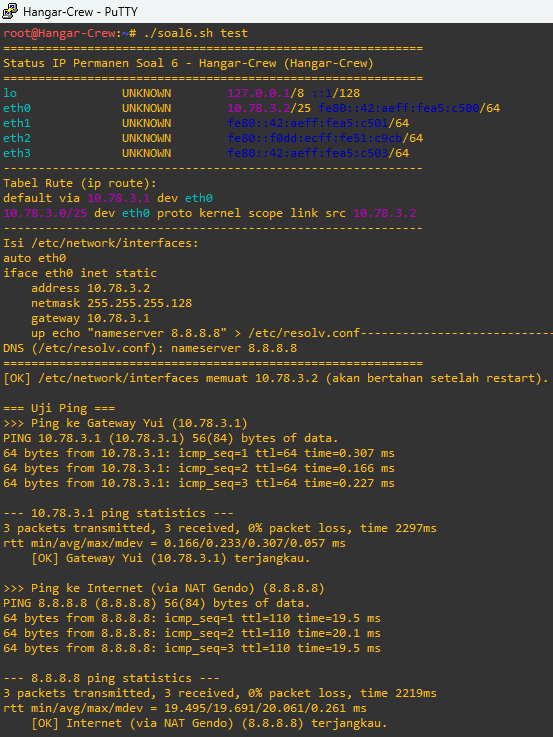 Hangar-Crew - PuTTY
root@Hangar-Crew:~# ./soal6.sh test
========================================================
Status IP Permanen Soal 6 - Hangar-Crew (Hangar-Crew)
========================================================
lo              UNKNOWN        127.0.0.1/8 ::1/128
eth0            UNKNOWN        10.78.3.2/25 fe80::42:aeff:fea5:c500/64
eth1            UNKNOWN        fe80::42:aeff:fea5:c501/64
eth2            UNKNOWN        fe80::f0dd:ecff:fe51:c9cb/64
eth3            UNKNOWN        fe80::42:aeff:fea5:c503/64
--------------------------------------------------------
Tabel Rute (ip route):
default via 10.78.3.1 dev eth0
10.78.3.0/25 dev eth0 proto kernel scope link src 10.78.3.2
--------------------------------------------------------
Isi /etc/network/interfaces:
auto eth0
iface eth0 inet static
    address 10.78.3.2
    netmask 255.255.255.128
    gateway 10.78.3.1
    up echo "nameserver 8.8.8.8" > /etc/resolv.conf--------------------------
DNS (/etc/resolv.conf): nameserver 8.8.8.8
========================================================
[OK] /etc/network/interfaces memuat 10.78.3.2 (akan bertahan setelah restart).

=== Uji Ping ===
>>> Ping ke Gateway Yui (10.78.3.1)
PING 10.78.3.1 (10.78.3.1) 56(84) bytes of data.
64 bytes from 10.78.3.1: icmp_seq=1 ttl=64 time=0.307 ms
64 bytes from 10.78.3.1: icmp_seq=2 ttl=64 time=0.166 ms
64 bytes from 10.78.3.1: icmp_seq=3 ttl=64 time=0.227 ms

--- 10.78.3.1 ping statistics ---
3 packets transmitted, 3 received, 0% packet loss, time 2297ms
rtt min/avg/max/mdev = 0.166/0.233/0.307/0.057 ms
    [OK] Gateway Yui (10.78.3.1) terjangkau.

>>> Ping ke Internet (via NAT Gendo) (8.8.8.8)
PING 8.8.8.8 (8.8.8.8) 56(84) bytes of data.
64 bytes from 8.8.8.8: icmp_seq=1 ttl=110 time=19.5 ms
64 bytes from 8.8.8.8: icmp_seq=2 ttl=110 time=20.1 ms
64 bytes from 8.8.8.8: icmp_seq=3 ttl=110 time=19.5 ms

--- 8.8.8.8 ping statistics ---
3 packets transmitted, 3 received, 0% packet loss, time 2219ms
rtt min/avg/max/mdev = 19.495/19.691/20.061/0.261 ms
    [OK] Internet (via NAT Gendo) (8.8.8.8) terjangkau.